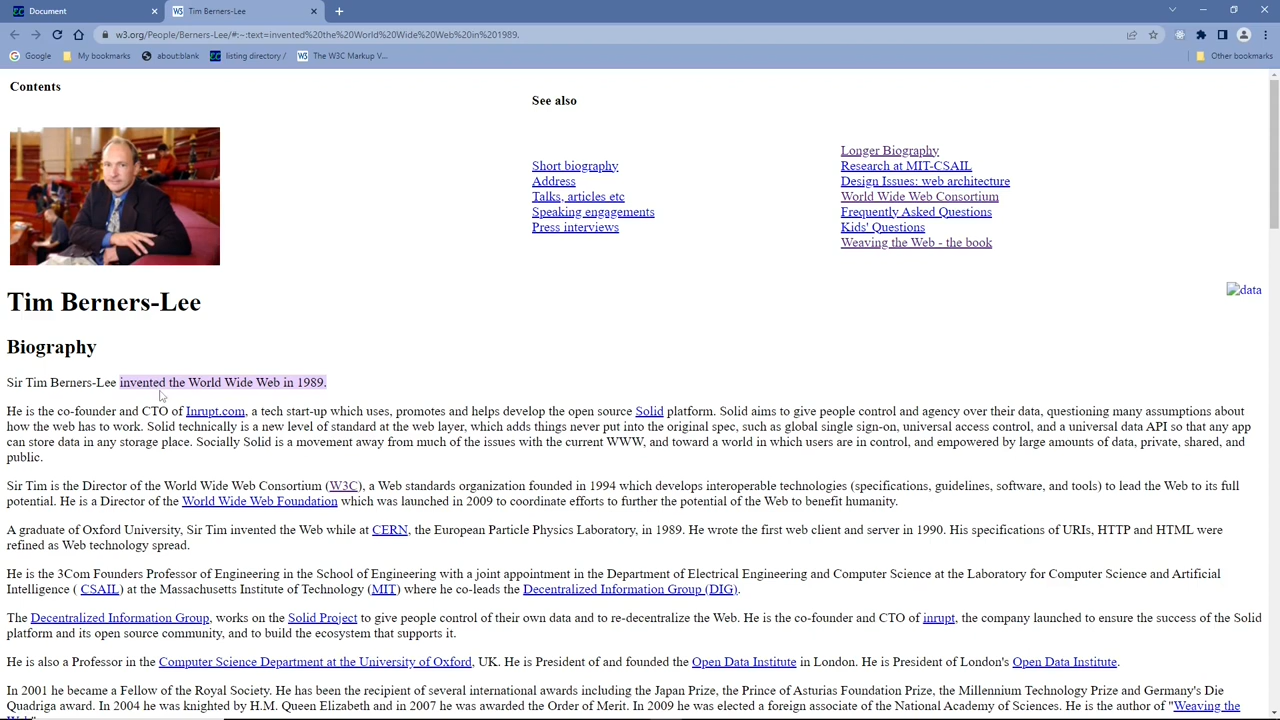 Document
W3 Tim Berners-Lee
w3.org/People/Berners-Lee/#:~:text=invented%20the%20World%20Wide%20Web%20in%201989.
Google My bookmarks about:blank listing directory / W3 The W3C Markup V... Other bookmarks
Contents
See also
Short biography
Address
Talks, articles etc
Speaking engagements
Press interviews
Longer Biography
Research at MIT-CSAIL
Design Issues: web architecture
World Wide Web Consortium
Frequently Asked Questions
Kids' Questions
Weaving the Web - the book
data
Tim Berners-Lee
Biography
Sir Tim Berners-Lee invented the World Wide Web in 1989.
He is the co-founder and CTO of Inrupt.com, a tech start-up which uses, promotes and helps develop the open source Solid platform. Solid aims to give people control and agency over their data, questioning many assumptions about
how the web has to work. Solid technically is a new level of standard at the web layer, which adds things never put into the original spec, such as global single sign-on, universal access control, and a universal data API so that any app
can store data in any storage place. Socially Solid is a movement away from much of the issues with the current WWW, and toward a world in which users are in control, and empowered by large amounts of data, private, shared, and
public.
Sir Tim is the Director of the World Wide Web Consortium (W3C), a Web standards organization founded in 1994 which develops interoperable technologies (specifications, guidelines, software, and tools) to lead the Web to its full
potential. He is a Director of the World Wide Web Foundation which was launched in 2009 to coordinate efforts to further the potential of the Web to benefit humanity.
A graduate of Oxford University, Sir Tim invented the Web while at CERN, the European Particle Physics Laboratory, in 1989. He wrote the first web client and server in 1990. His specifications of URIs, HTTP and HTML were
refined as Web technology spread.
He is the 3Com Founders Professor of Engineering in the School of Engineering with a joint appointment in the Department of Electrical Engineering and Computer Science at the Laboratory for Computer Science and Artificial
Intelligence ( CSAIL) at the Massachusetts Institute of Technology (MIT) where he co-leads the Decentralized Information Group (DIG).
The Decentralized Information Group, works on the Solid Project to give people control of their own data and to re-decentralize the Web. He is the co-founder and CTO of inrupt, the company launched to ensure the success of the Solid
platform and its open source community, and to build the ecosystem that supports it.
He is also a Professor in the Computer Science Department at the University of Oxford, UK. He is President of and founded the Open Data Institute in London. He is President of London's Open Data Institute.
In 2001 he became a Fellow of the Royal Society. He has been the recipient of several international awards including the Japan Prize, the Prince of Asturias Foundation Prize, the Millennium Technology Prize and Germany's Die
Quadriga award. In 2004 he was knighted by H.M. Queen Elizabeth and in 2007 he was awarded the Order of Merit. In 2009 he was elected a foreign associate of the National Academy of Sciences. He is the author of "Weaving the